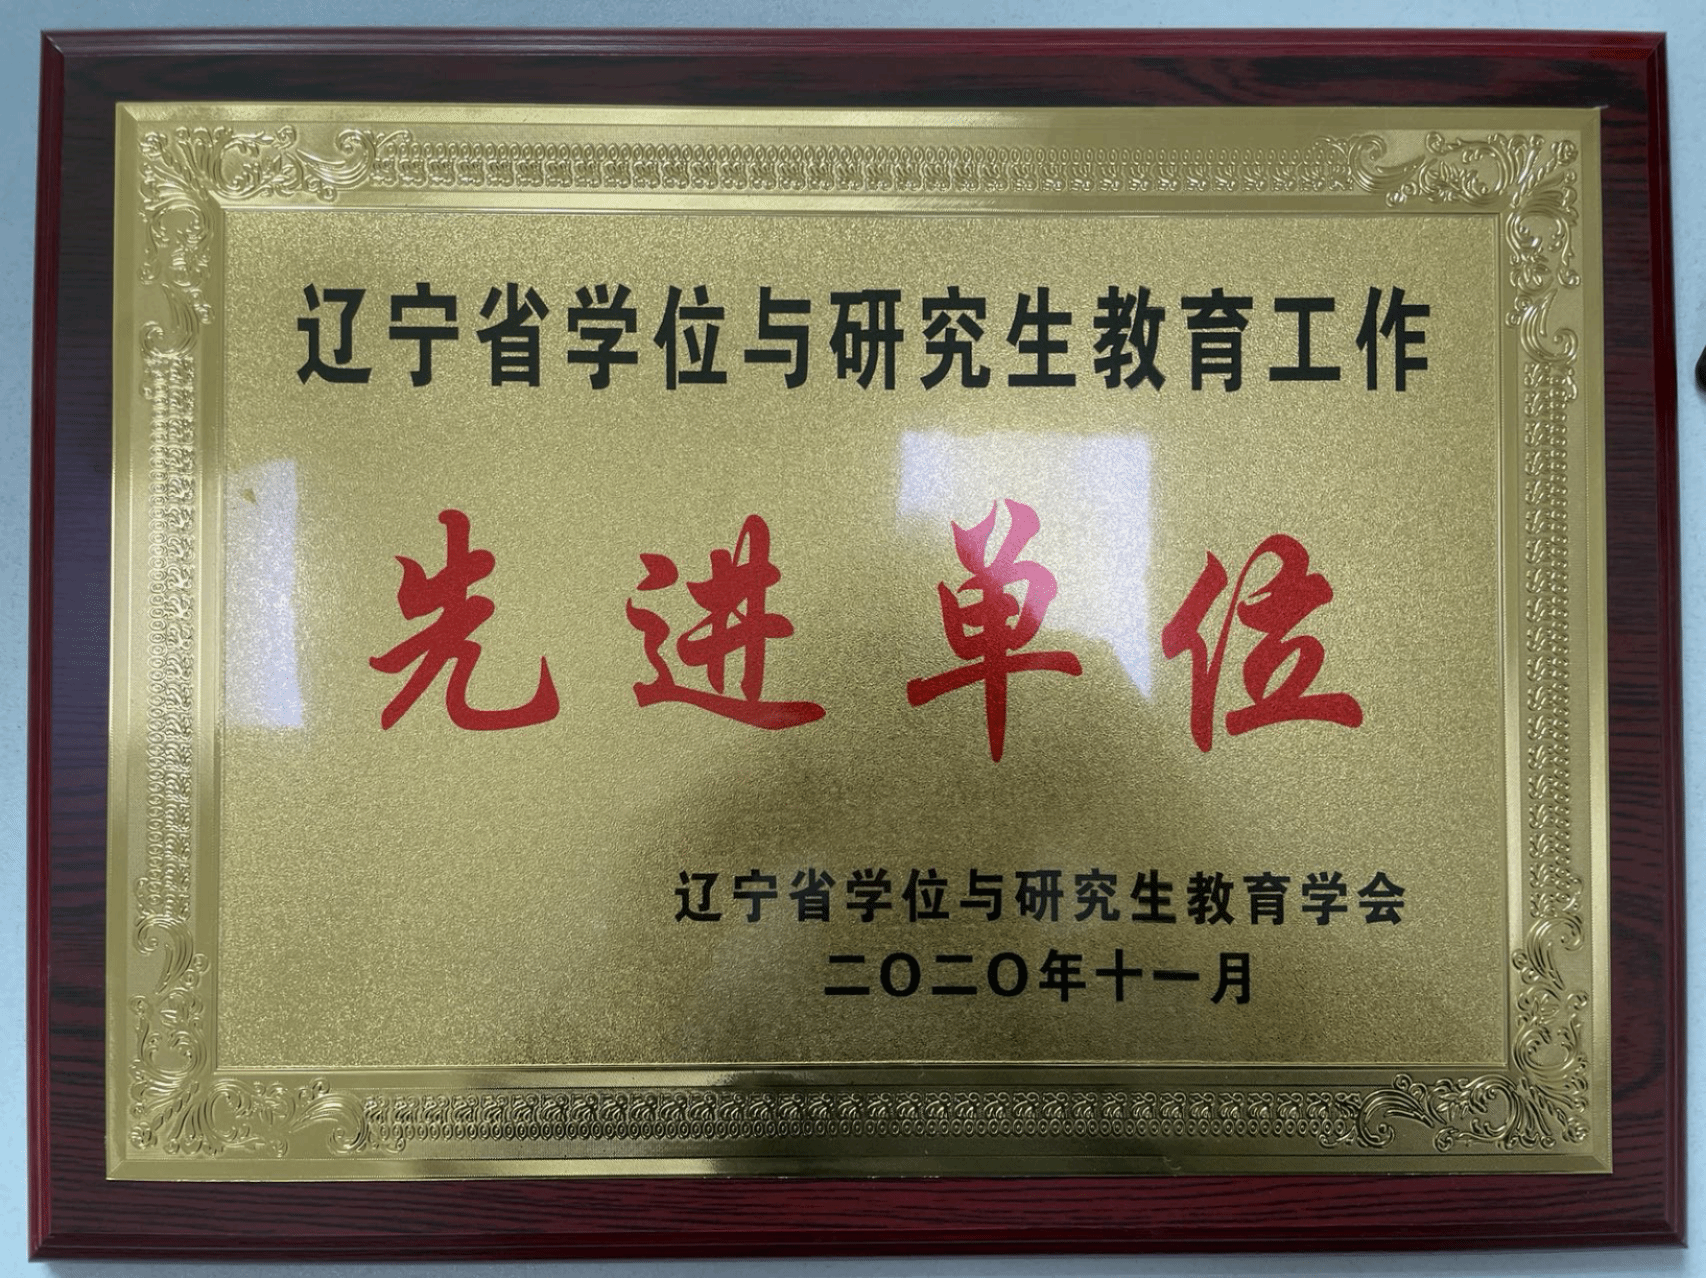 辽宁省学位与研究生教育工作
先进单位
辽宁省学位与研究生教育学会
二〇二〇年十一月